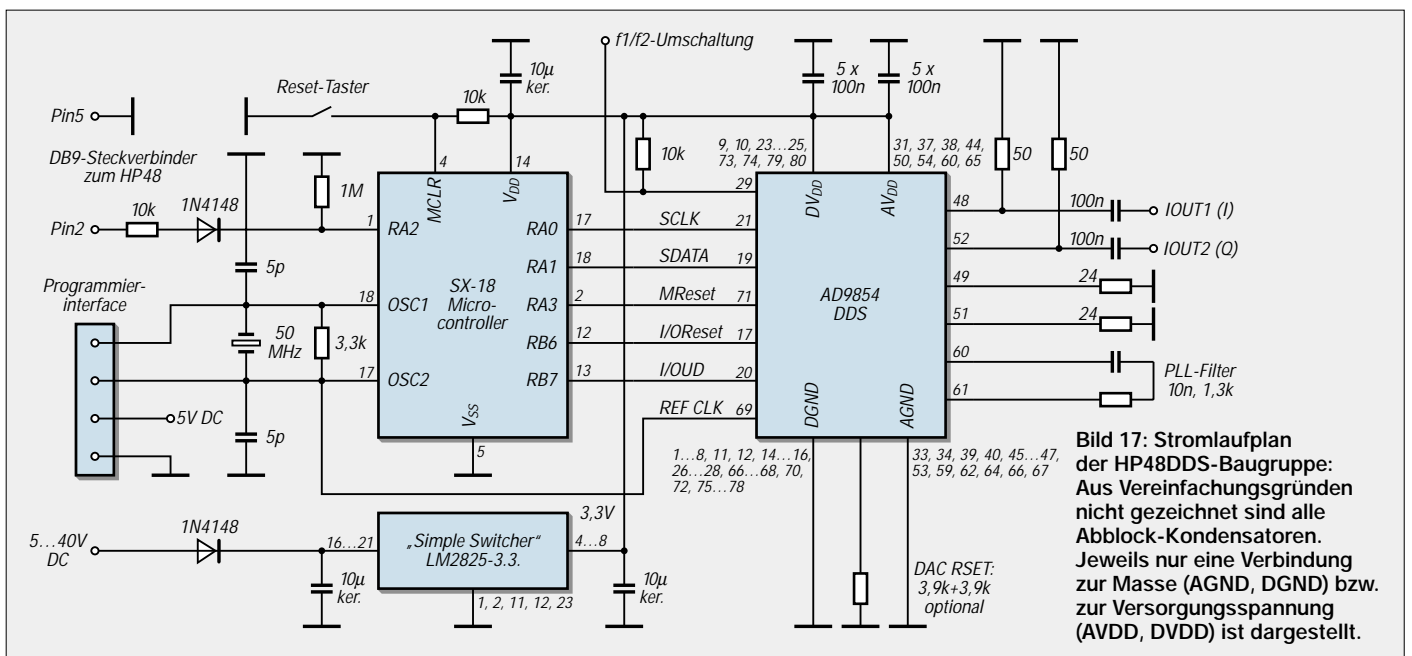 f1/f2-Umschaltung
10µ
ker.
5 x
100n
5 x
100n
Reset-Taster
10k
Pin5
DB9-Steckverbinder
zum HP48
10k
9, 10, 23...25,
73, 74, 79, 80
31, 37, 38, 44,
50, 54, 60, 65
50
50
4
14
29
MCLR
VDD
DVDD
AVDD
1M
10k
1N4148
Pin2
1
RA2
RA0
17
SCLK
21
48
100n
IOUT1 (I)
52
100n
IOUT2 (Q)
5p
RA1
18
SDATA
19
49
24
Programmier-
interface
SX-18
Micro-
controller
AD9854
DDS
18
OSC1
RA3
2
MReset
71
51
24
50
MHz
3,3k
RB6
12
I/OReset
17
60
PLL-Filter
10n, 1,3k
17
OSC2
RB7
13
I/OUD
20
61
VSS
REF CLK
69
DGND
AGND
5V DC
5p
5
1...8, 11, 12, 14...16,
26...28, 66...68, 70,
72, 75...78
33, 34, 39, 40, 45...47,
53, 59, 62, 64, 66, 67
1N4148
3,3V
5...40V
DC
16...21
„Simple Switcher“
LM2825-3.3.
4...8
10µ
ker.
1, 2, 11, 12, 23
10µ
ker.
DAC RSET:
3,9k+3,9k
optional
Bild 17: Stromlaufplan
der HP48DDS-Baugruppe:
Aus Vereinfachungsgründen
nicht gezeichnet sind alle
Abblock-Kondensatoren.
Jeweils nur eine Verbindung
zur Masse (AGND, DGND) bzw.
zur Versorgungsspannung
(AVDD, DVDD) ist dargestellt.